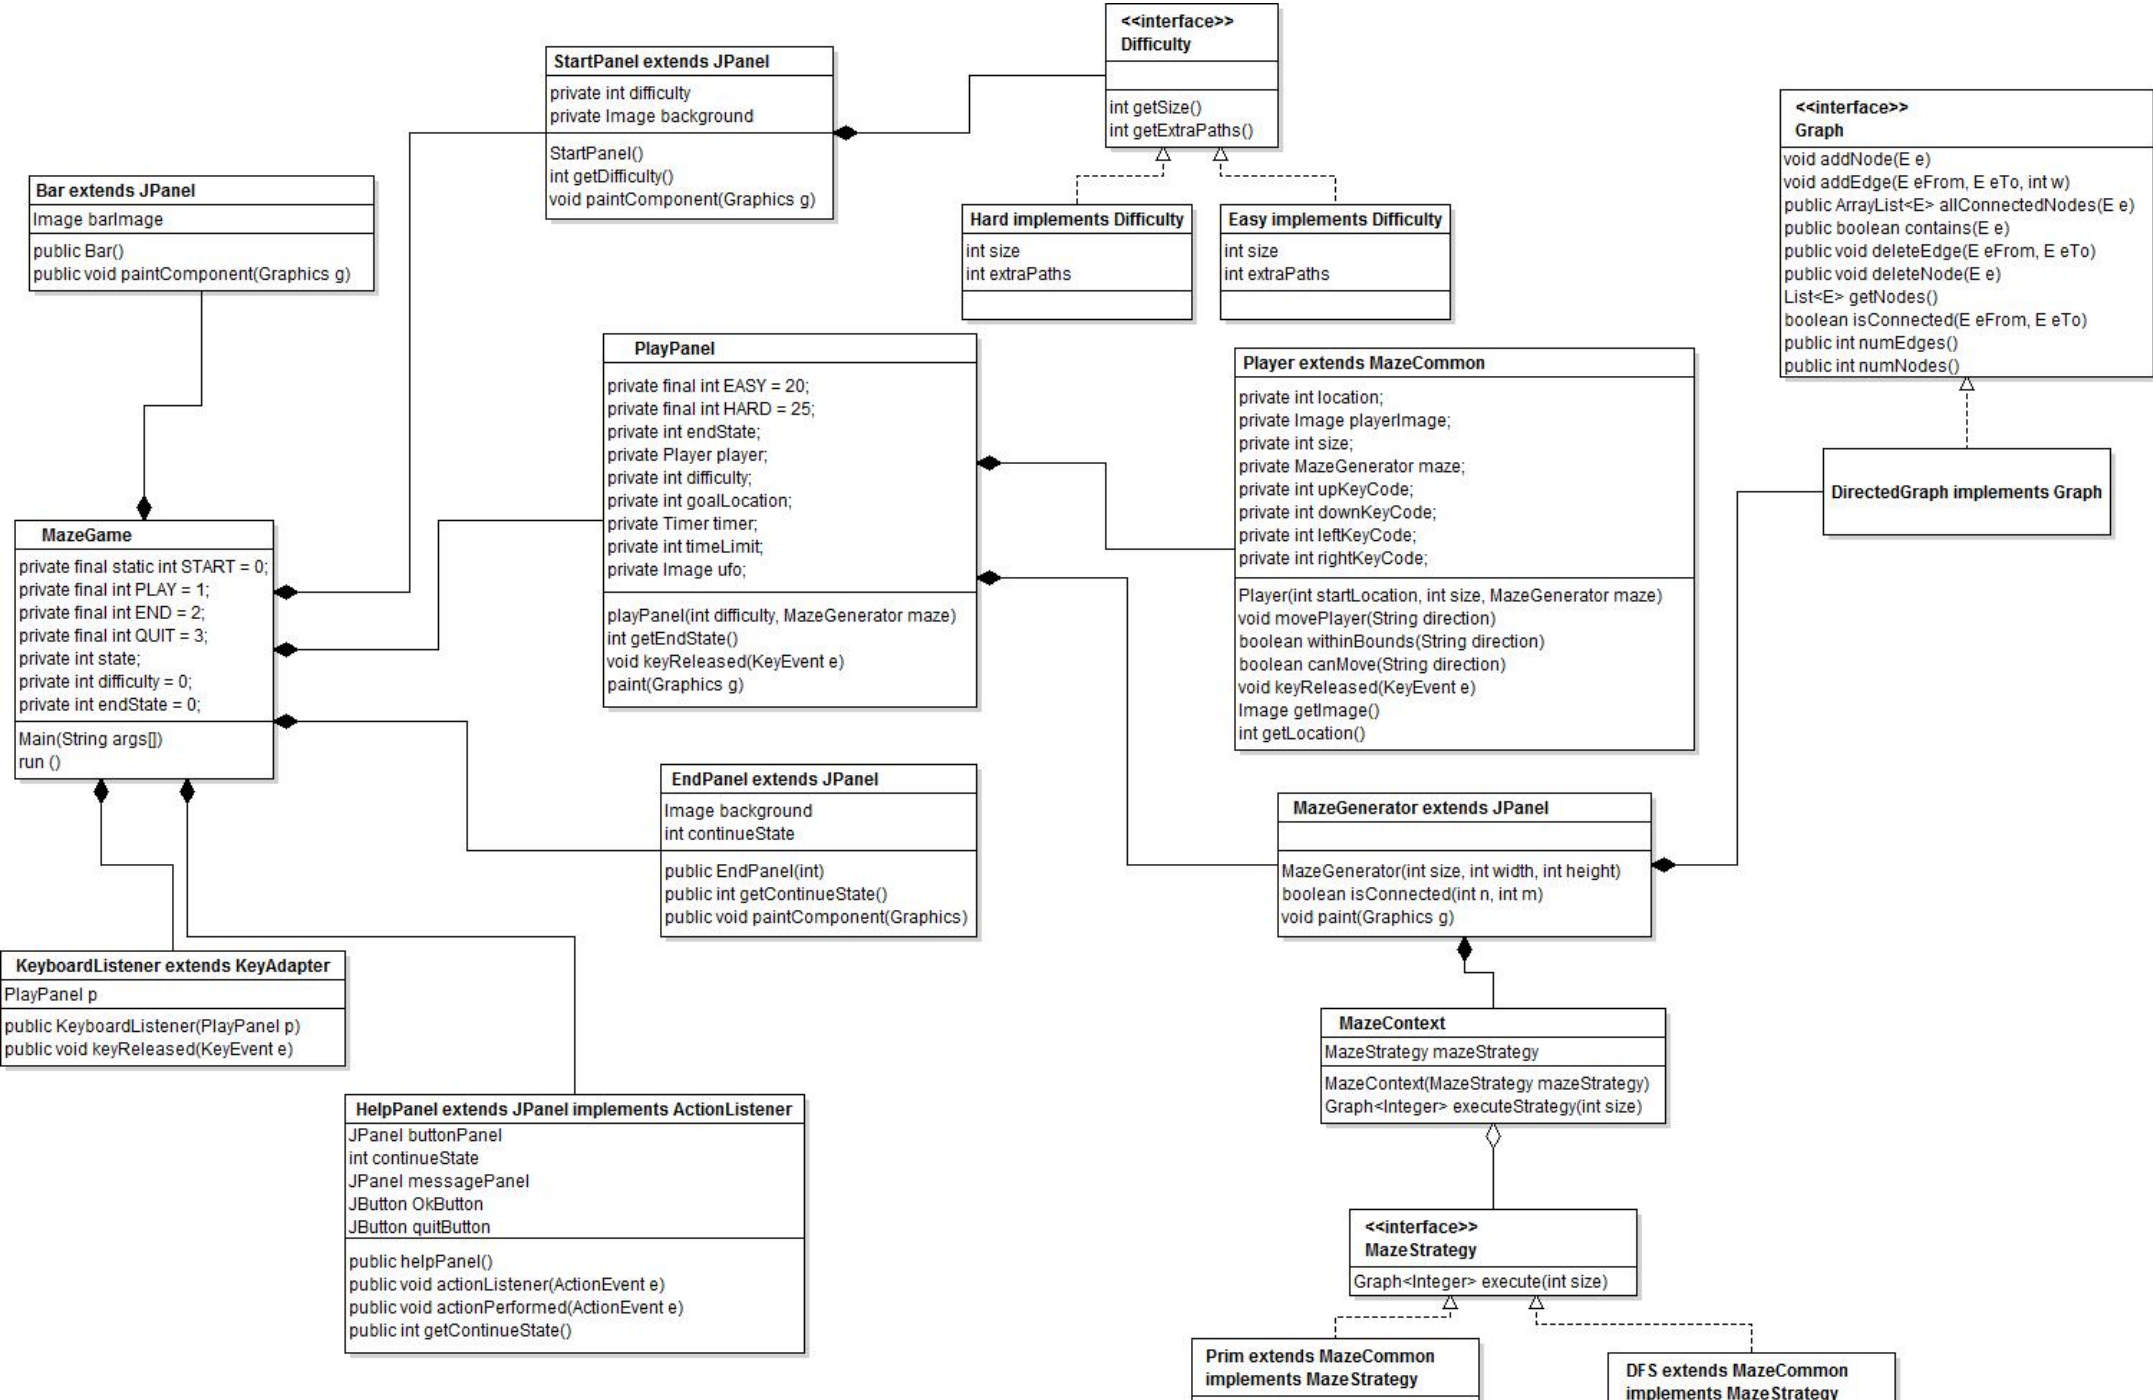 <<interface>>
Difficulty
int getSize()
int getExtraPaths()
StartPanel extends JPanel
private int difficulty
private Image background
StartPanel()
int getDifficulty()
void paintComponent(Graphics g)
<<interface>>
Graph
void addNode(E e)
void addEdge(E eFrom, E eTo, int w)
public ArrayList<E> allConnectedNodes(E e)
public boolean contains(E e)
public void deleteEdge(E eFrom, E eTo)
public void deleteNode(E e)
List<E> getNodes()
boolean isConnected(E eFrom, E eTo)
public int numEdges()
public int numNodes()
Bar extends JPanel
Image barImage
public Bar()
public void paintComponent(Graphics g)
Hard implements Difficulty
int size
int extraPaths
Easy implements Difficulty
int size
int extraPaths
PlayPanel
private final int EASY = 20;
private final int HARD = 25;
private int endState;
private Player player;
private int difficulty;
private int goalLocation;
private Timer timer;
private int timeLimit;
private Image ufo;
playPanel(int difficulty, MazeGenerator maze)
int getEndState()
void keyReleased(KeyEvent e)
paint(Graphics g)
Player extends MazeCommon
private int location;
private Image playerImage;
private int size;
private MazeGenerator maze;
private int upKeyCode;
private int downKeyCode;
private int leftKeyCode;
private int rightKeyCode;
Player(int startLocation, int size, MazeGenerator maze)
void movePlayer(String direction)
boolean withinBounds(String direction)
boolean canMove(String direction)
void keyReleased(KeyEvent e)
Image getImage()
int getLocation()
DirectedGraph implements Graph
MazeGame
private final static int START = 0;
private final int PLAY = 1;
private final int END = 2;
private final int QUIT = 3;
private int state;
private int difficulty = 0;
private int endState = 0;
Main(String args[])
run ()
EndPanel extends JPanel
Image background
int continueState
public EndPanel(int)
public int getContinueState()
public void paintComponent(Graphics)
MazeGenerator extends JPanel
MazeGenerator(int size, int width, int height)
boolean isConnected(int n, int m)
void paint(Graphics g)
KeyboardListener extends KeyAdapter
PlayPanel p
public KeyboardListener(PlayPanel p)
public void keyReleased(KeyEvent e)
MazeContext
MazeStrategy mazeStrategy
MazeContext(MazeStrategy mazeStrategy)
Graph<Integer> executeStrategy(int size)
HelpPanel extends JPanel implements ActionListener
JPanel buttonPanel
int continueState
JPanel messagePanel
JButton OkButton
JButton quitButton
public helpPanel()
public void actionListener(ActionEvent e)
public void actionPerformed(ActionEvent e)
public int getContinueState()
<<interface>>
MazeStrategy
Graph<Integer> execute(int size)
Prim extends MazeCommon
implements MazeStrategy
DFS extends MazeCommon
implements MazeStrategy